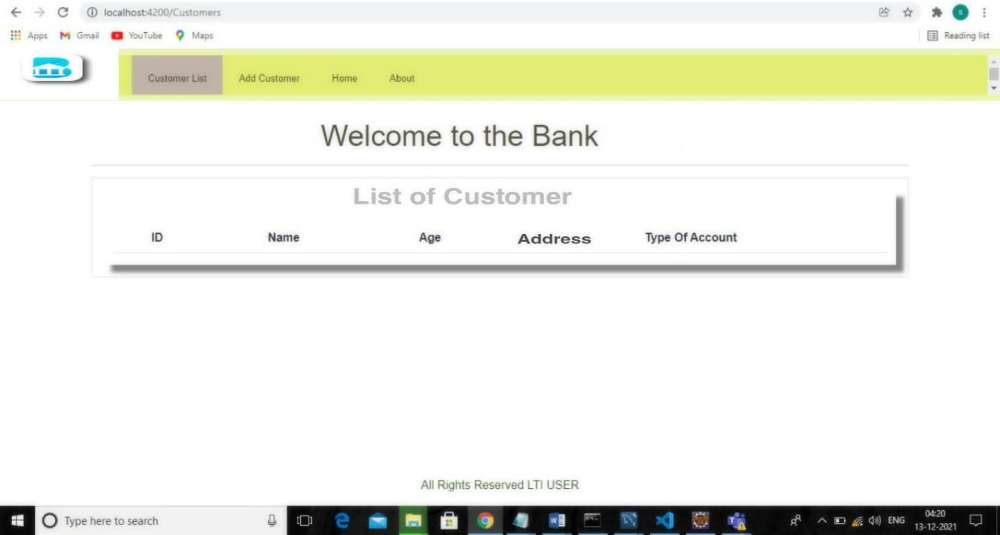 localhost:4200/Customers
S
Apps Gmail YouTube Maps Reading list
Customer List Add Customer Home About
Welcome to the Bank
List of Customer
ID Name Age Address Type Of Account
All Rights Reserved LTI USER
Type here to search
ENG
04:20
13-12-2021